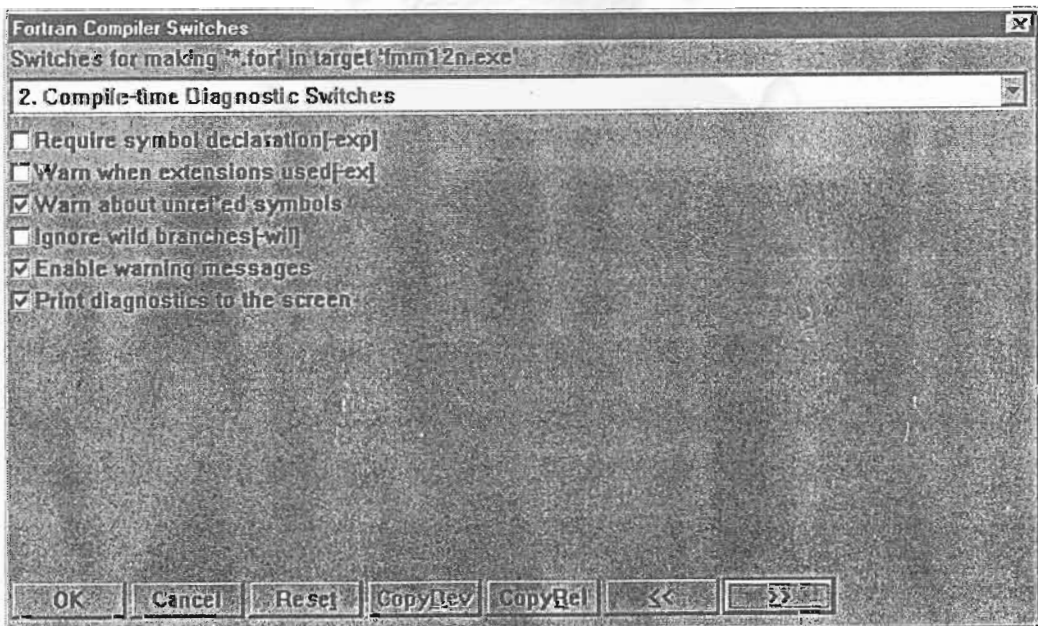 Fortran Compiler Switches
Switches for making '*.for' in target 'fmm12n.exe'
2. Compile-time Diagnostic Switches
Require symbol declaration[-exp]
Warn when extensions used[-ex]
Warn about unref'ed symbols
Ignore wild branches[-wil]
Enable warning messages
Print diagnostics to the screen
OK Cancel Reset CopyDev CopyRel << >>